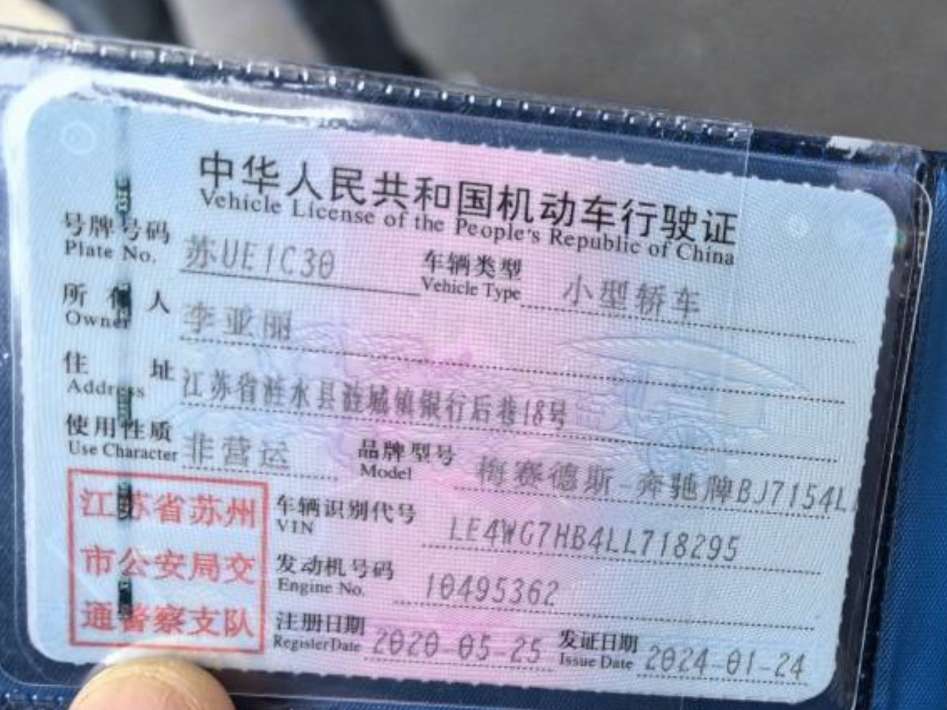 中华人民共和国机动车行驶证
Vehicle License of the People's Republic of China
号牌号码 苏UE1C30 车辆类型 小型轿车
Plate No. Vehicle Type
所有人 李亚丽
Owner
住址 江苏省涟水县涟城镇银行后巷18号
Address
使用性质 非营运 品牌型号 梅赛德斯-奔驰牌BJ7154L
Use Character Model
江苏省苏州
市公安局交
通警察支队
车辆识别代号 LE4WG7HB4LL718295
VIN
发动机号码 10495362
Engine No.
注册日期 2020-05-25 发证日期 2024-01-24
Register Date Issue Date